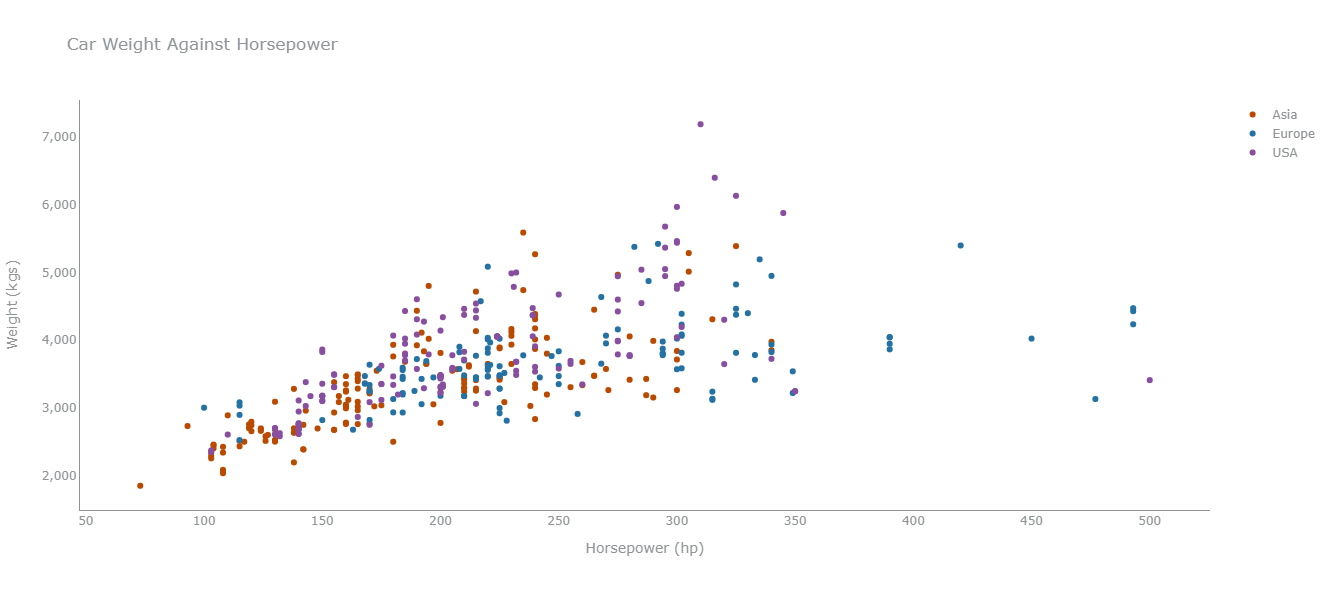 Car Weight Against Horsepower
Asia
Europe
USA
7,000
6,000
5,000
4,000
3,000
2,000
Weight (kgs)
50 100 150 200 250 300 350 400 450 500
Horsepower (hp)